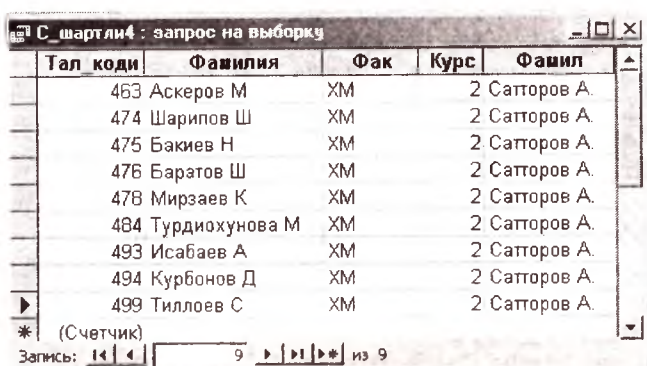 С_шартли4 : запрос на выборку
Тал_коди Фамилия Фак Курс Фамил
463 Аскеров М ХМ 2 Сатторов А.
474 Шарипов Ш ХМ 2 Сатторов А.
475 Бакиев Н ХМ 2 Сатторов А.
476 Баратов Ш ХМ 2 Сатторов А.
478 Мирзаев К ХМ 2 Сатторов А.
484 Турдиохунова М ХМ 2 Сатторов А.
493 Исабаев А ХМ 2 Сатторов А.
494 Курбонов Д ХМ 2 Сатторов А.
499 Тиллоев С ХМ 2 Сатторов А.
(Счетчик)
Запись: 9 из 9